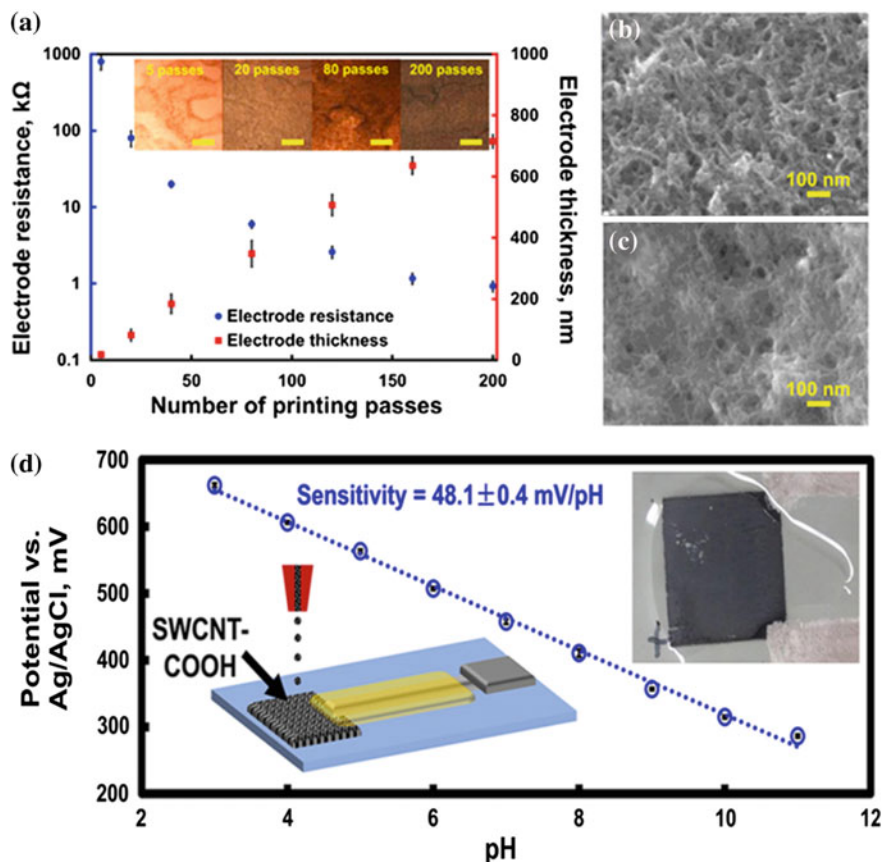 (a)
1000
100
10
1
0.1
Electrode resistance, kΩ
5 passes
20 passes
80 passes
200 passes
Electrode resistance
Electrode thickness
0
50
100
150
200
Number of printing passes
1000
800
600
400
200
0
Electrode thickness, nm
(b)
100 nm
(c)
100 nm
(d)
700
600
500
400
300
200
Potential vs.
Ag/AgCl, mV
Sensitivity = 48.1±0.4 mV/pH
SWCNT-
COOH
2
4
6
8
10
12
pH